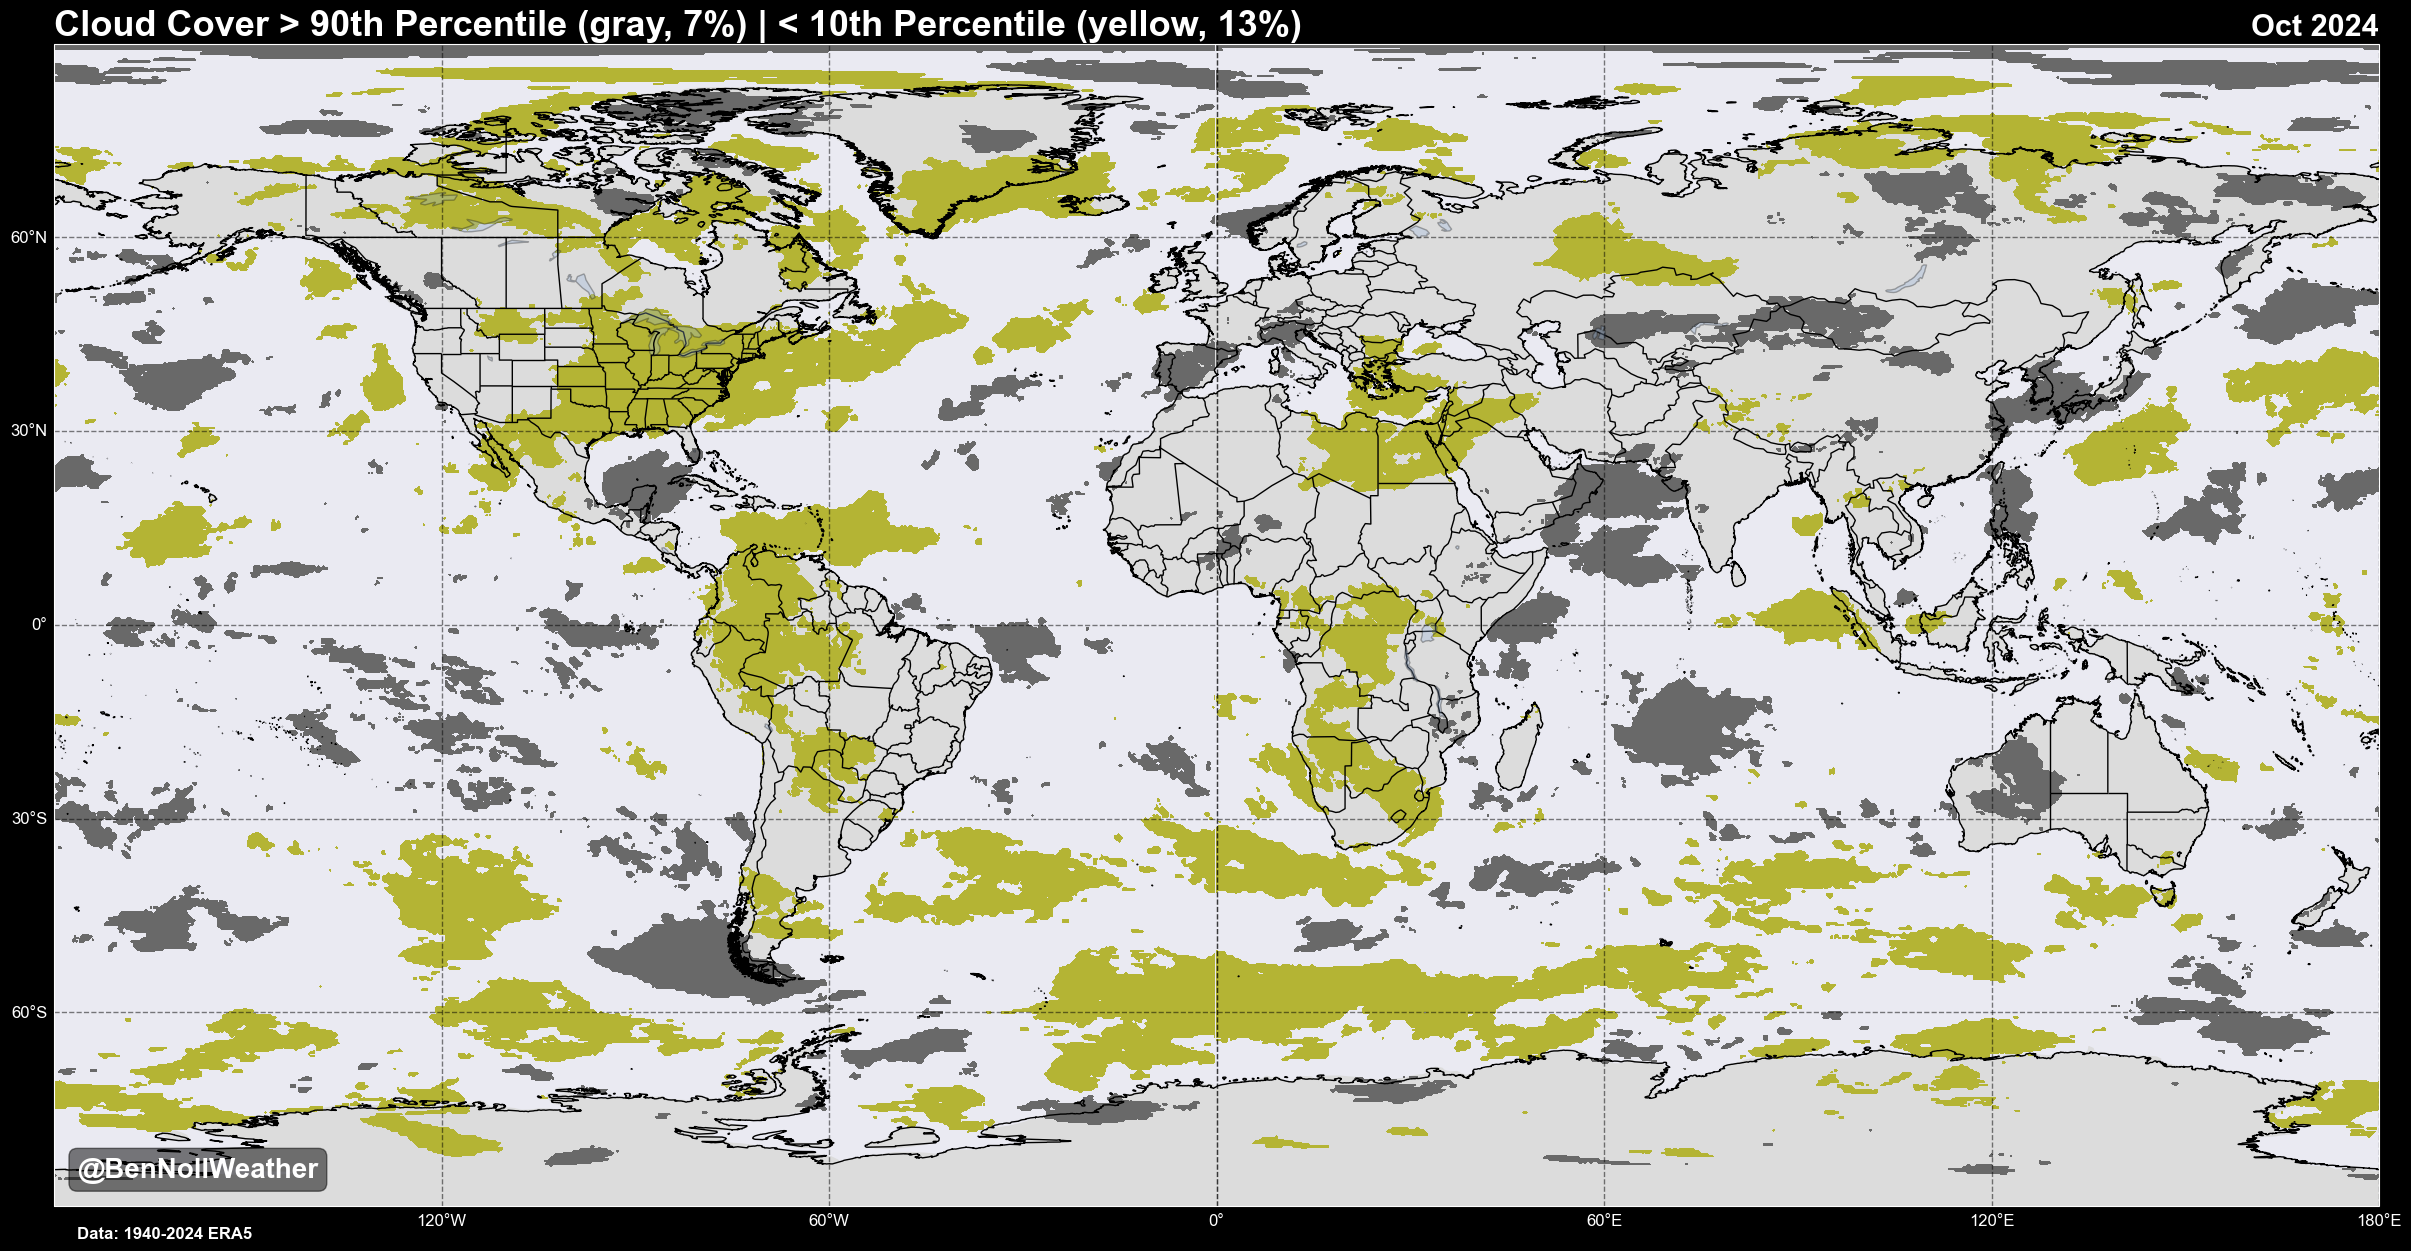 Cloud Cover > 90th Percentile (gray, 7%) | < 10th Percentile (yellow, 13%)
Oct 2024
60°N
30°N
0°
30°S
60°S
@BenNollWeather
120°W
60°W
0°
60°E
120°E
180°E
Data: 1940-2024 ERA5